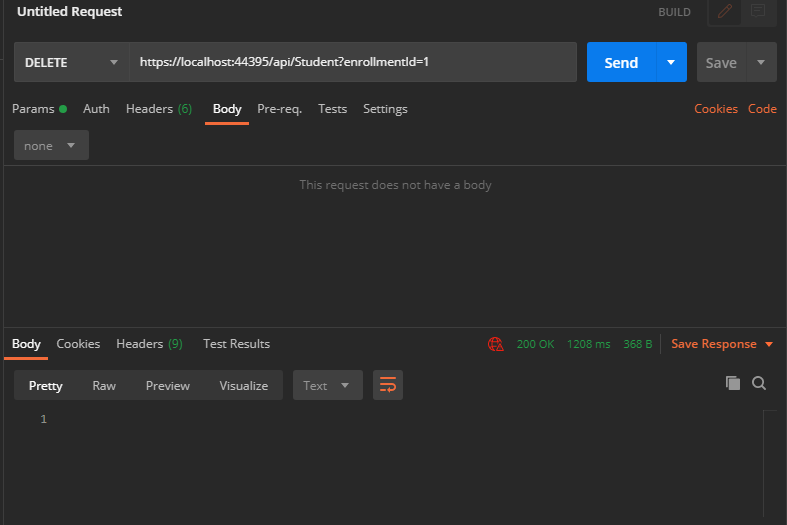 Untitled Request
BUILD
DELETE https://localhost:44395/api/Student?enrollmentId=1 Send Save
Params Auth Headers (6) Body Pre-req. Tests Settings Cookies Code
none
This request does not have a body
Body Cookies Headers (9) Test Results 200 OK 1208 ms 368 B Save Response
Pretty Raw Preview Visualize Text
1